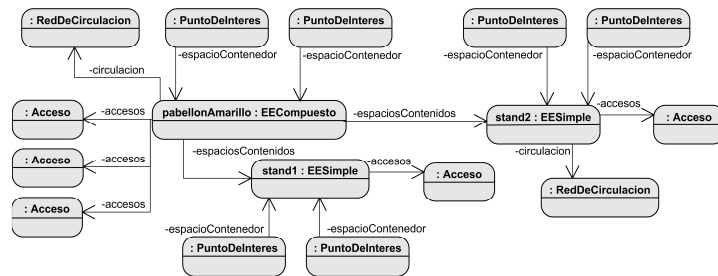 : RedDeCirculacion
: PuntoDeInteres
: PuntoDeInteres
: PuntoDeInteres
: PuntoDeInteres
-espacioContenedor
-espacioContenedor
-espacioContenedor
-espacioContenedor
-circulacion
: Acceso
-accesos
pabellonAmarillo : EECompuesto
-espaciosContenidos
stand2 : EESimple
-accesos
: Acceso
: Acceso
-accesos
-espaciosContenidos
stand1 : EESimple
-accesos
: Acceso
-circulacion
: RedDeCirculacion
: Acceso
-accesos
-espacioContenedor
-espacioContenedor
: PuntoDeInteres
: PuntoDeInteres